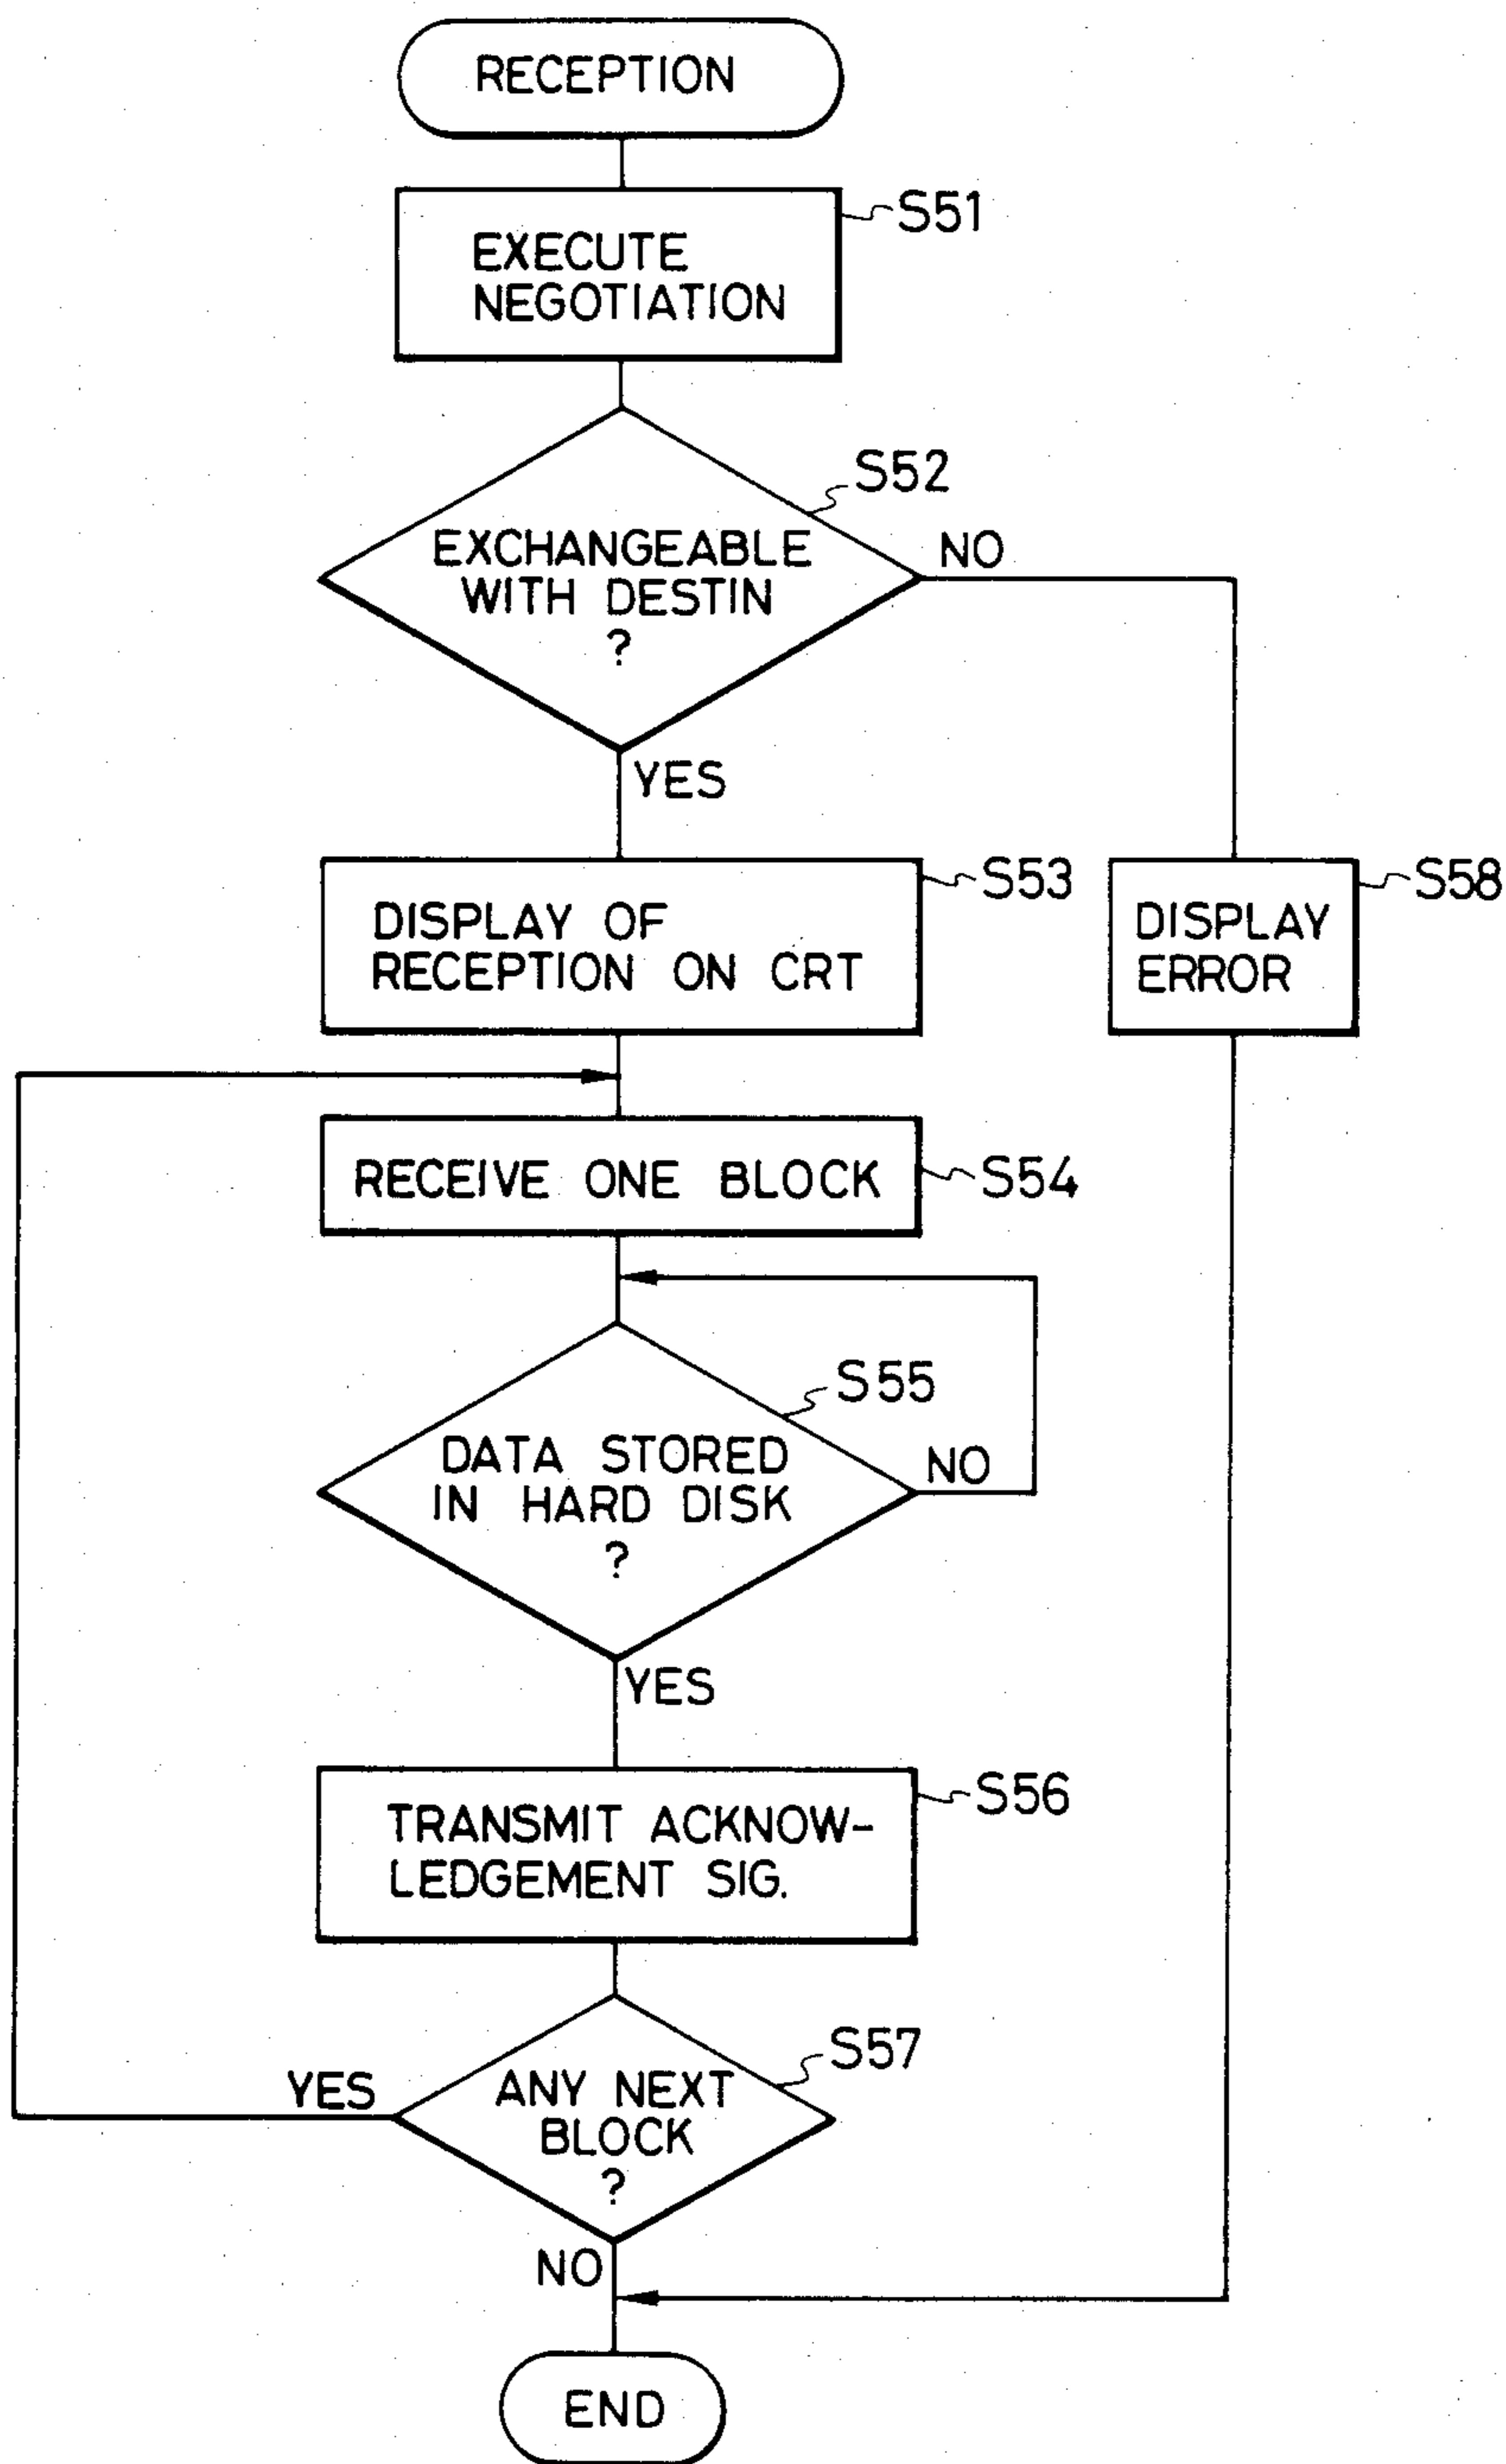 RECEPTION
S51
EXECUTE
NEGOTIATION
S52
EXCHANGEABLE
WITH DESTIN
?
NO
YES
S53
DISPLAY OF
RECEPTION ON CRT
S58
DISPLAY
ERROR
RECEIVE ONE BLOCK
S54
S55
DATA STORED
IN HARD DISK
?
NO
YES
S56
TRANSMIT ACKNOW-
LEDGEMENT SIG.
S57
ANY NEXT
BLOCK
?
YES
NO
END